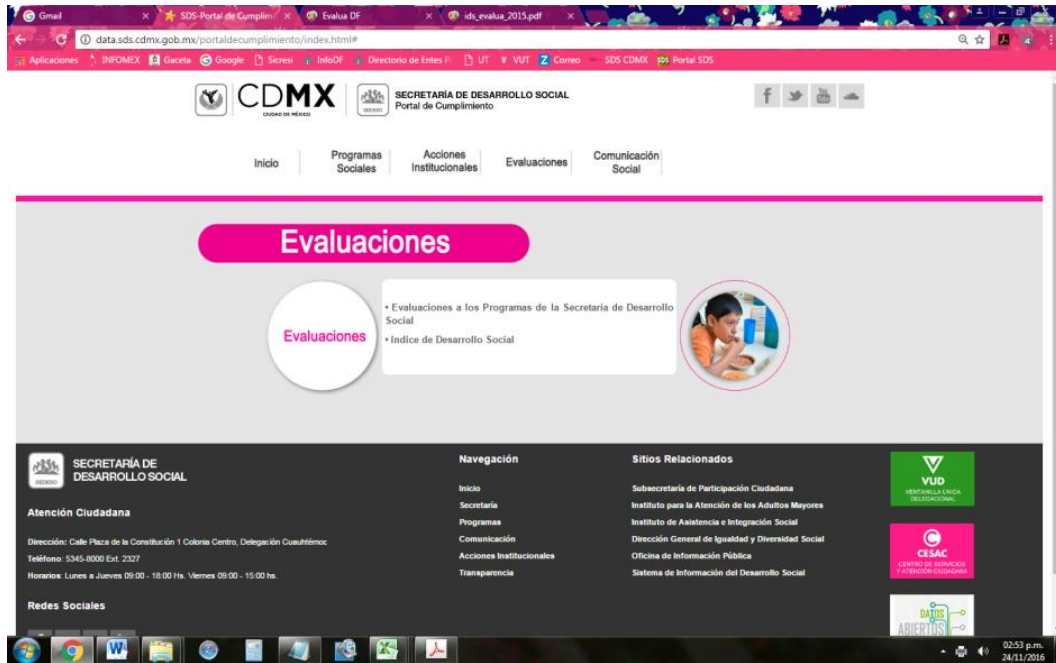 Gmail
SDS-Portal de Cumplim
Evalua DF
ids_evalua_2015.pdf
data.sds.cdmx.gob.mx/portaldecumplimiento/index.html#
Aplicaciones INFOMEX Gaceta Google Sicresi InfoDF Directorio de Entes UT VUT Correo SDS CDMX Portal SDS
CDMX
CIUDAD DE MÉXICO
SEDESO
SECRETARÍA DE DESARROLLO SOCIAL
Portal de Cumplimiento
Inicio
Programas
Sociales
Acciones
Institucionales
Evaluaciones
Comunicación
Social
Evaluaciones
Evaluaciones
• Evaluaciones a los Programas de la Secretaría de Desarrollo
Social
• Indice de Desarrollo Social
SEDESO
SECRETARÍA DE
DESARROLLO SOCIAL
Atención Ciudadana
Dirección: Calle Plaza de la Constitución 1 Colonia Centro, Delegación Cuauhtémoc
Teléfono: 5345-8000 Ext. 2327
Horarios: Lunes a Jueves 09:00 - 18:00 Hs. Viernes 09:00 - 15:00 hs.
Redes Sociales
Navegación
Inicio
Secretaría
Programas
Comunicación
Acciones Institucionales
Transparencia
Sitios Relacionados
Subsecretaría de Participación Ciudadana
Instituto para la Atención de los Adultos Mayores
Instituto de Asistencia e Integración Social
Dirección General de Igualdad y Diversidad Social
Oficina de Información Pública
Sistema de Información del Desarrollo Social
VUD
VENTANILLA ÚNICA
DELEGACIONAL
CESAC
CENTRO DE SERVICIOS
Y ATENCIÓN CIUDADANA
DATOS
ABIERTOS
02:53 p.m.
24/11/2016